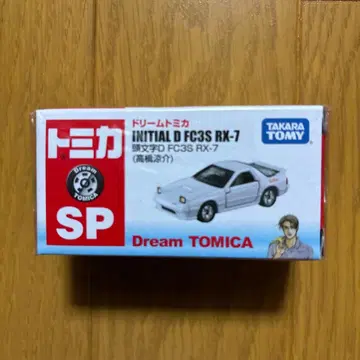 トミカ
Dream
TOMICA
SP
ドリームトミカ
INITIAL D FC3S RX-7
頭文字D FC3S RX-7
(高橋涼介)
TAKARA
TOMY
Dream TOMICA